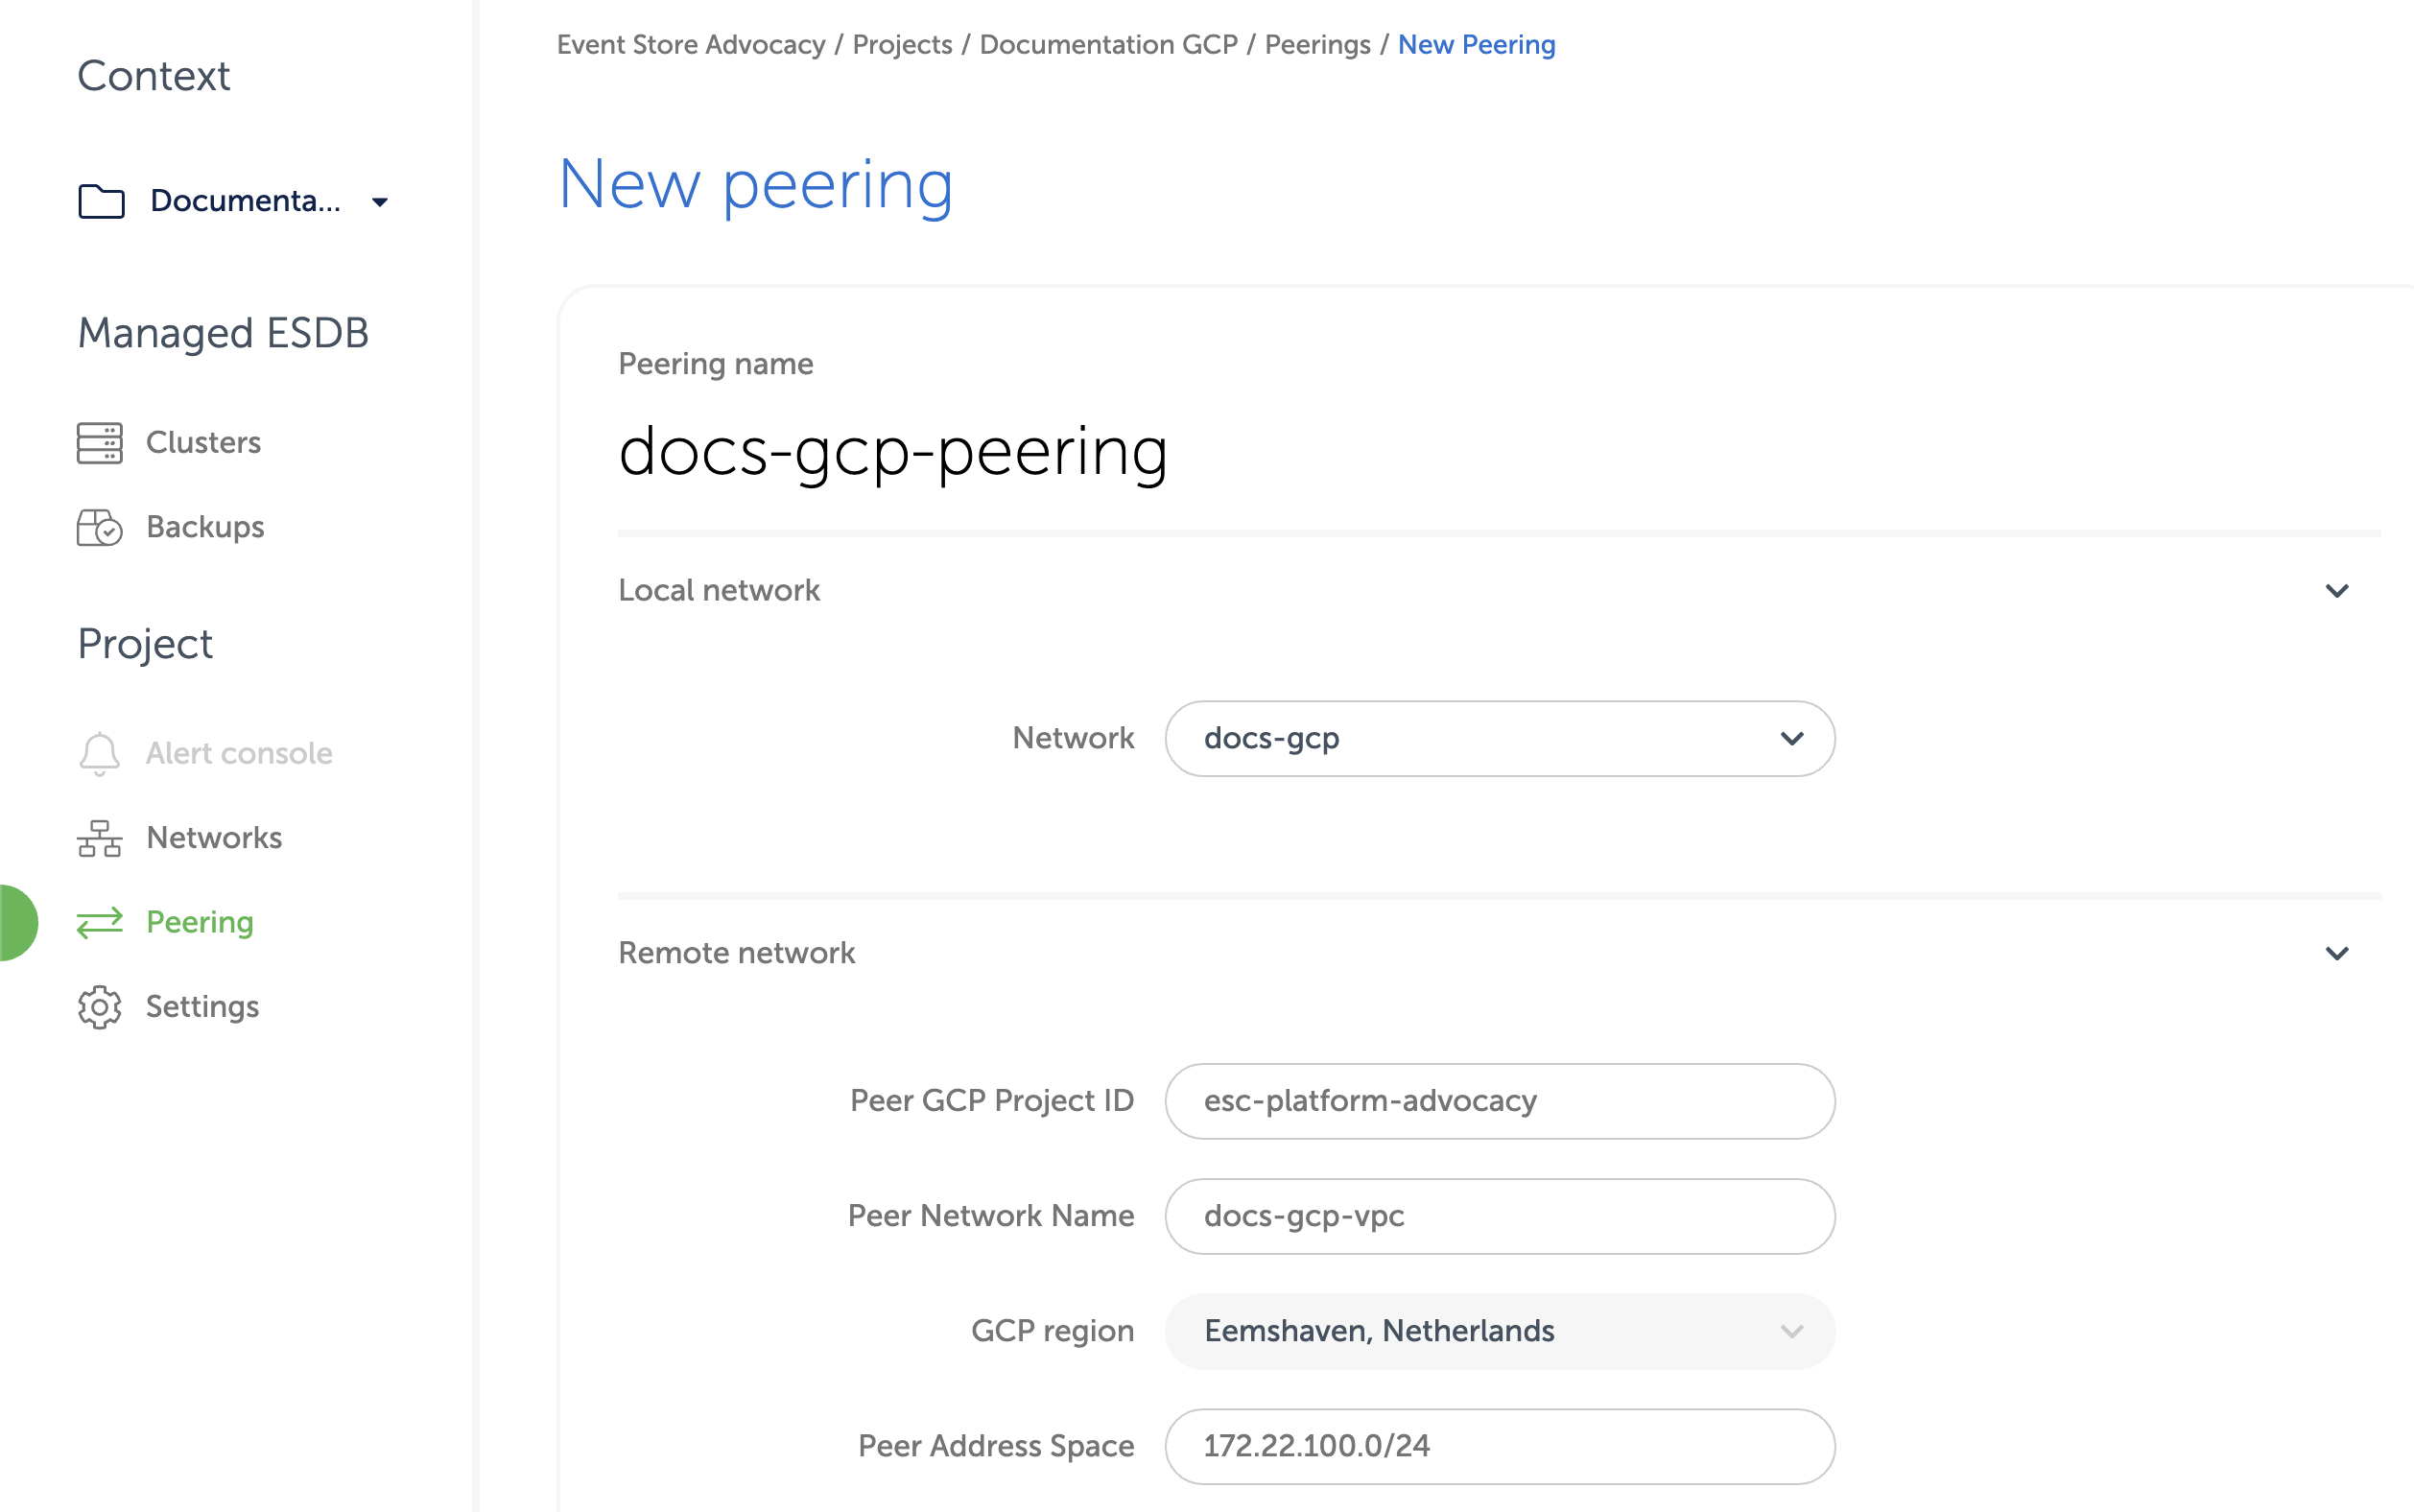 Context
Documenta...
Managed ESDB
Clusters
Backups
Project
Alert console
Networks
Peering
Settings
Event Store Advocacy / Projects / Documentation GCP / Peerings / New Peering
New peering
Peering name
docs-gcp-peering
Local network
Network docs-gcp
Remote network
Peer GCP Project ID esc-platform-advocacy
Peer Network Name docs-gcp-vpc
GCP region Eemshaven, Netherlands
Peer Address Space 172.22.100.0/24